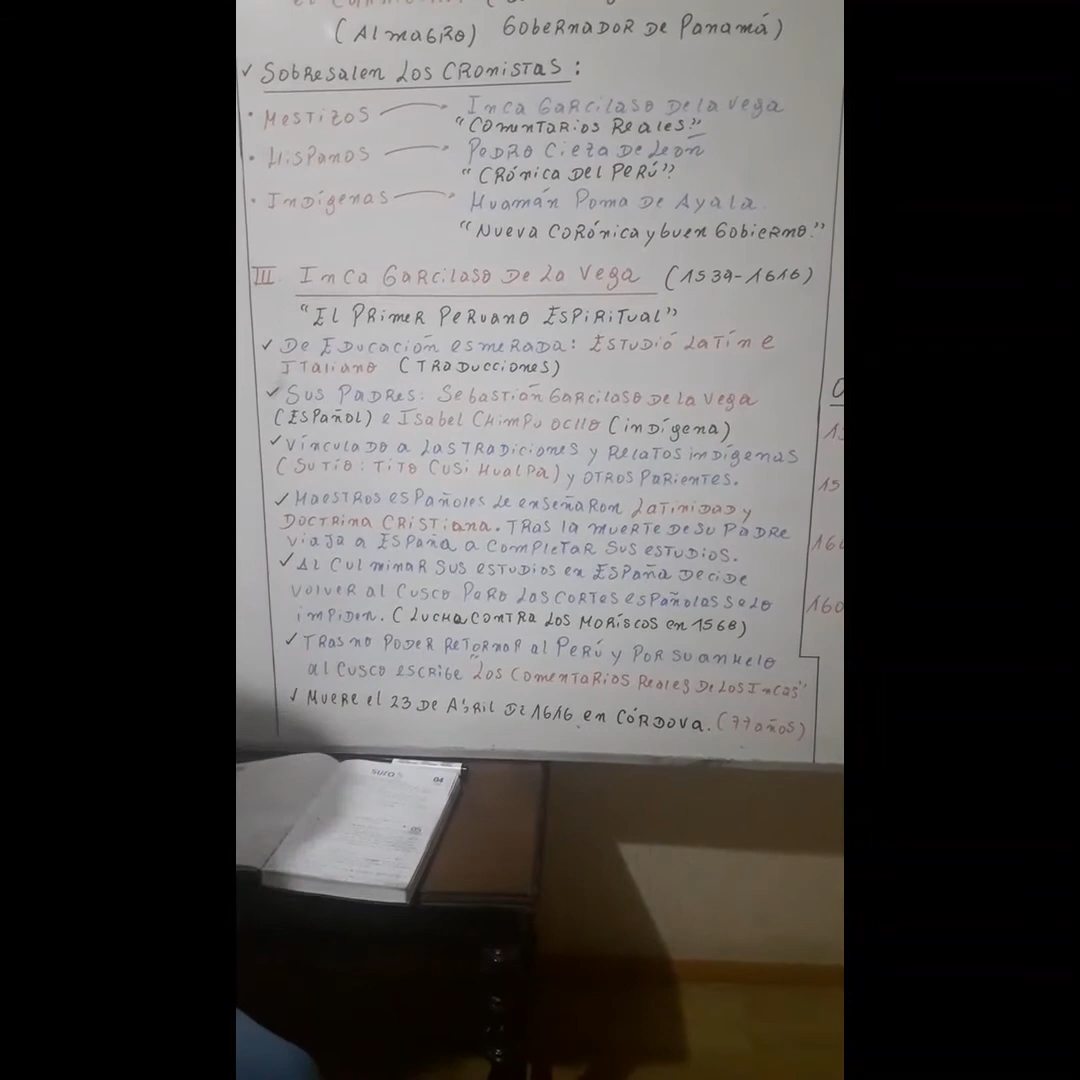 (Almagro) Gobernador de Panamá)
✓ Sobresalen los Cronistas:
• Mestizos → Inca Garcilaso de la Vega
"Comentarios Reales"
• Hispanos → Pedro Cieza de León
"Crónica del Perú"
• Indígenas → Huamán Poma de Ayala.
"Nueva Corónica y buen Gobierno."
III Inca Garcilaso de la Vega (1539-1616)
"El Primer Peruano Espiritual"
✓ De Educación esmerada: Estudió Latín e
Italiano (Traducciones)
✓ Sus Padres: Sebastián Garcilaso de la Vega
(Español) e Isabel Chimpu Ocllo (indígena)
✓ Vinculado a las tradiciones y relatos indígenas
(Su tío: Tito Cusi Hualpa) y otros parientes.
✓ Maestros españoles le enseñaron Latinidad y
Doctrina Cristiana. Tras la muerte de su padre
viaja a España a completar sus estudios.
✓ Al culminar sus estudios en España decide
volver al Cusco pero las cortes españolas se lo
impiden. (Lucha contra los moriscos en 1568)
✓ Tras no poder retornar al Perú y por su anhelo
al Cusco escribe "Los Comentarios Reales de los Incas"
✓ Muere el 23 de Abril de 1616 en Córdova. (77 años)
15
160
sura
04